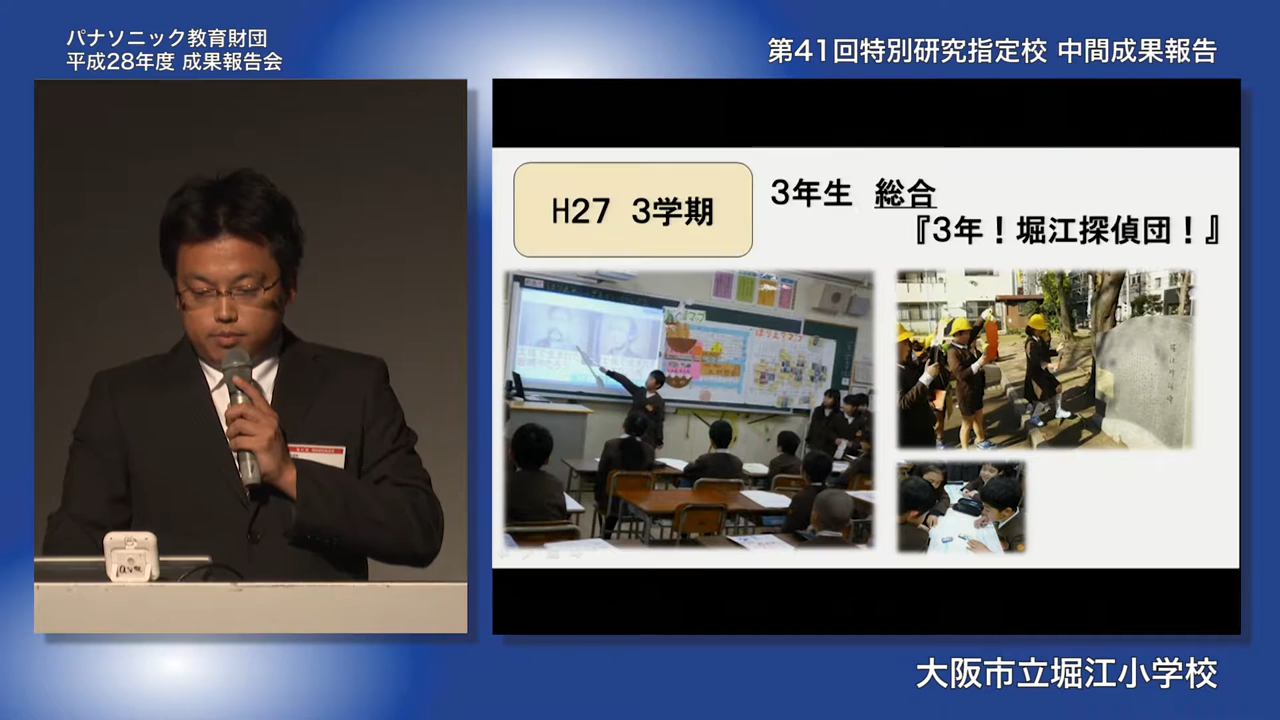 パナソニック教育財団
平成28年度 成果報告会
第41回特別研究指定校 中間成果報告
H27 3学期
3年生 総合
『3年！堀江探偵団！』
大阪市立堀江小学校